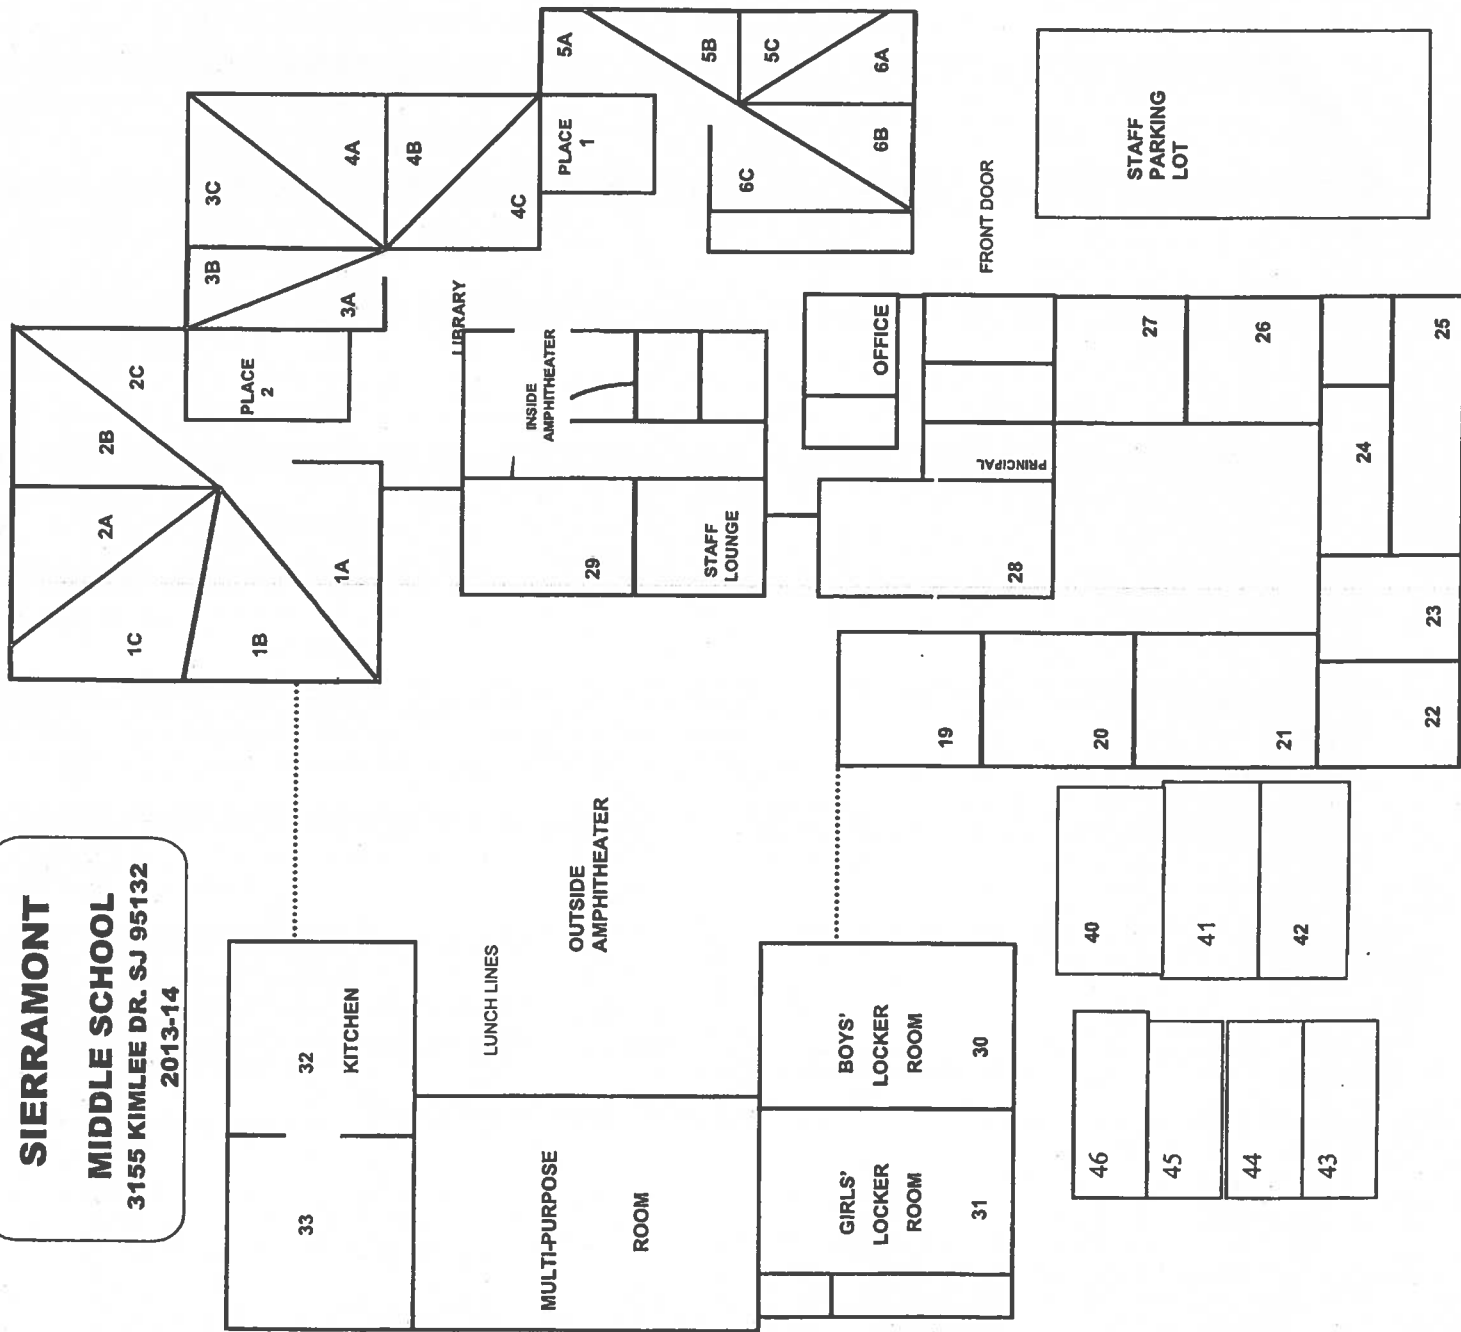 SIERRAMONT
MIDDLE SCHOOL
3155 KIMLEE DR. SJ 95132
2013-14
33
32
KITCHEN
LUNCH LINES
MULTI-PURPOSE
ROOM
GIRLS'
LOCKER
ROOM
31
BOYS'
LOCKER
ROOM
30
OUTSIDE
AMPHITHEATER
46
45
44
43
40
41
42
1A
1B
1C
2A
2B
2C
PLACE
2
3A
3B
3C
4A
4B
4C
PLACE
1
5A
5B
5C
6A
6B
6C
LIBRARY
INSIDE
AMPHITHEATER
29
STAFF
LOUNGE
OFFICE
PRINCIPAL
28
19
20
21
22
23
24
25
26
27
FRONT DOOR
STAFF
PARKING
LOT